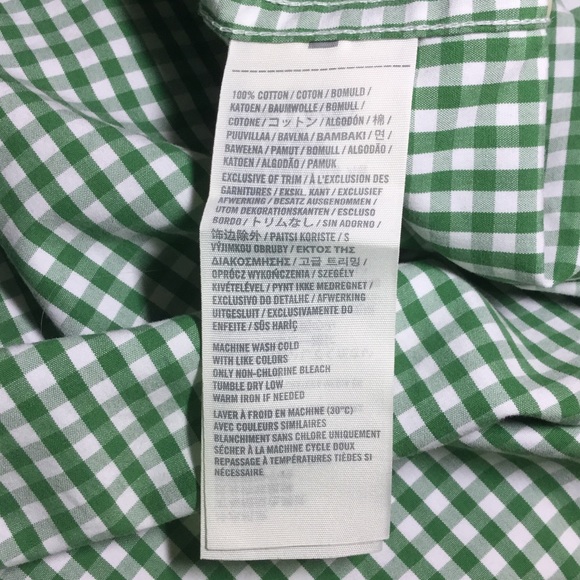 100% COTTON / COTON / BOMULD /
KATOEN / BAUMWOLLE / BOMULL /
COTONE / コットン / ALGODÓN / 棉 /
PUUVILLAA / BAVLNA / ΒΑΜΒΑΚΙ / 면 /
BAWEŁNA / PAMUT / BOMULL / ALGODÃO /
KATOEN / ALGODÃO / PAMUK
EXCLUSIVE OF TRIM / À L'EXCLUSION DES
GARNITURES / EKSKL. KANT / EXCLUSIEF
AFWERKING / BESATZ AUSGENOMMEN /
UTOM DEKORATIONSKANTEN / ESCLUSO
BORDO / トリムなし / SIN ADORNO /
饰边除外 / PAITSI KORISTE / S
VÝJIMKOU OBRUBY / ΕΚΤΟΣ ΤΗΣ
ΔΙΑΚΟΣΜΗΣΗΣ / 고급 트리밍 /
OPRÓCZ WYKOŃCZENIA / SZEGÉLY
KIVÉTELÉVEL / PYNT IKKE MEDREGNET /
EXCLUSIVO DO DETALHE / AFWERKING
UITGESLUIT / EXCLUSIVAMENTE DO
ENFEITE / SÜS HARİÇ
MACHINE WASH COLD
WITH LIKE COLORS
ONLY NON-CHLORINE BLEACH
TUMBLE DRY LOW
WARM IRON IF NEEDED
LAVER À FROID EN MACHINE (30°C)
AVEC COULEURS SIMILAIRES
BLANCHIMENT SANS CHLORE UNIQUEMENT
SÉCHER À LA MACHINE CYCLE DOUX
REPASSAGE À TEMPÉRATURES TIÈDES SI
NÉCESSAIRE